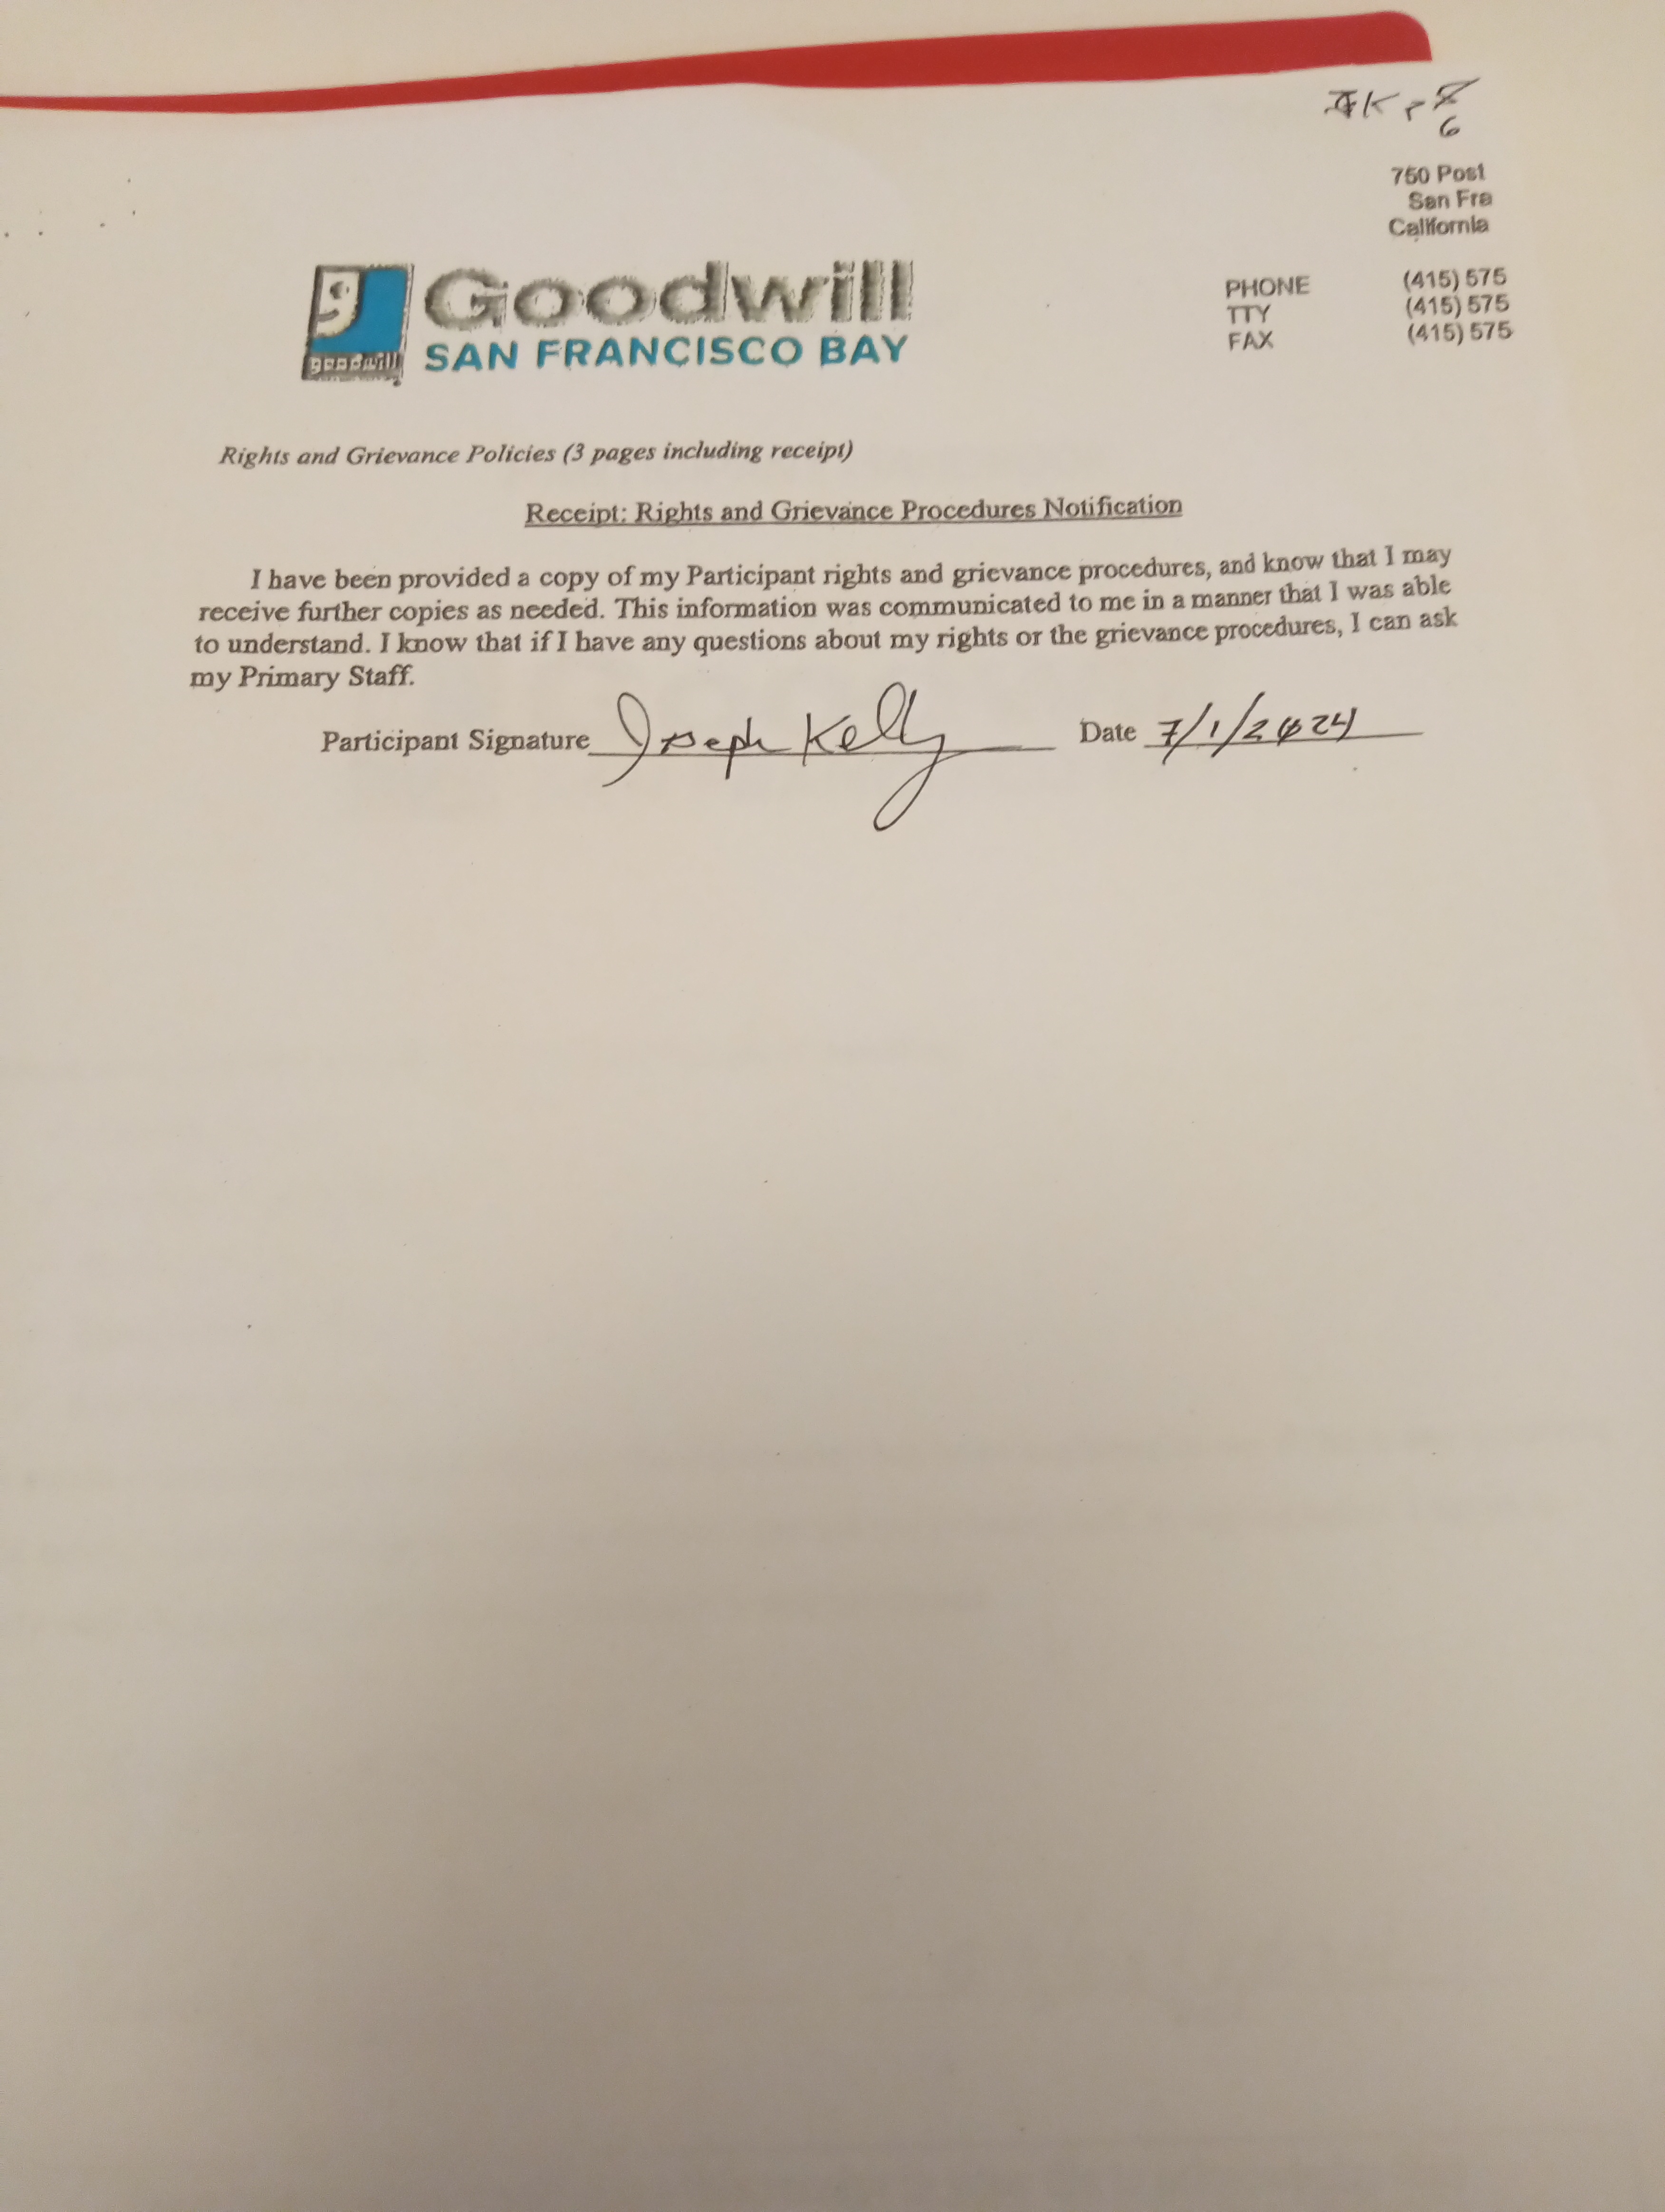 750 Post
San Fra
California
goodwill
Goodwill
SAN FRANCISCO BAY
PHONE (415) 575
TTY (415) 575
FAX (415) 575
Rights and Grievance Policies (3 pages including receipt)
Receipt: Rights and Grievance Procedures Notification
I have been provided a copy of my Participant rights and grievance procedures, and know that I may
receive further copies as needed. This information was communicated to me in a manner that I was able
to understand. I know that if I have any questions about my rights or the grievance procedures, I can ask
my Primary Staff.
Participant Signature Joseph Kelly Date 7/1/2024